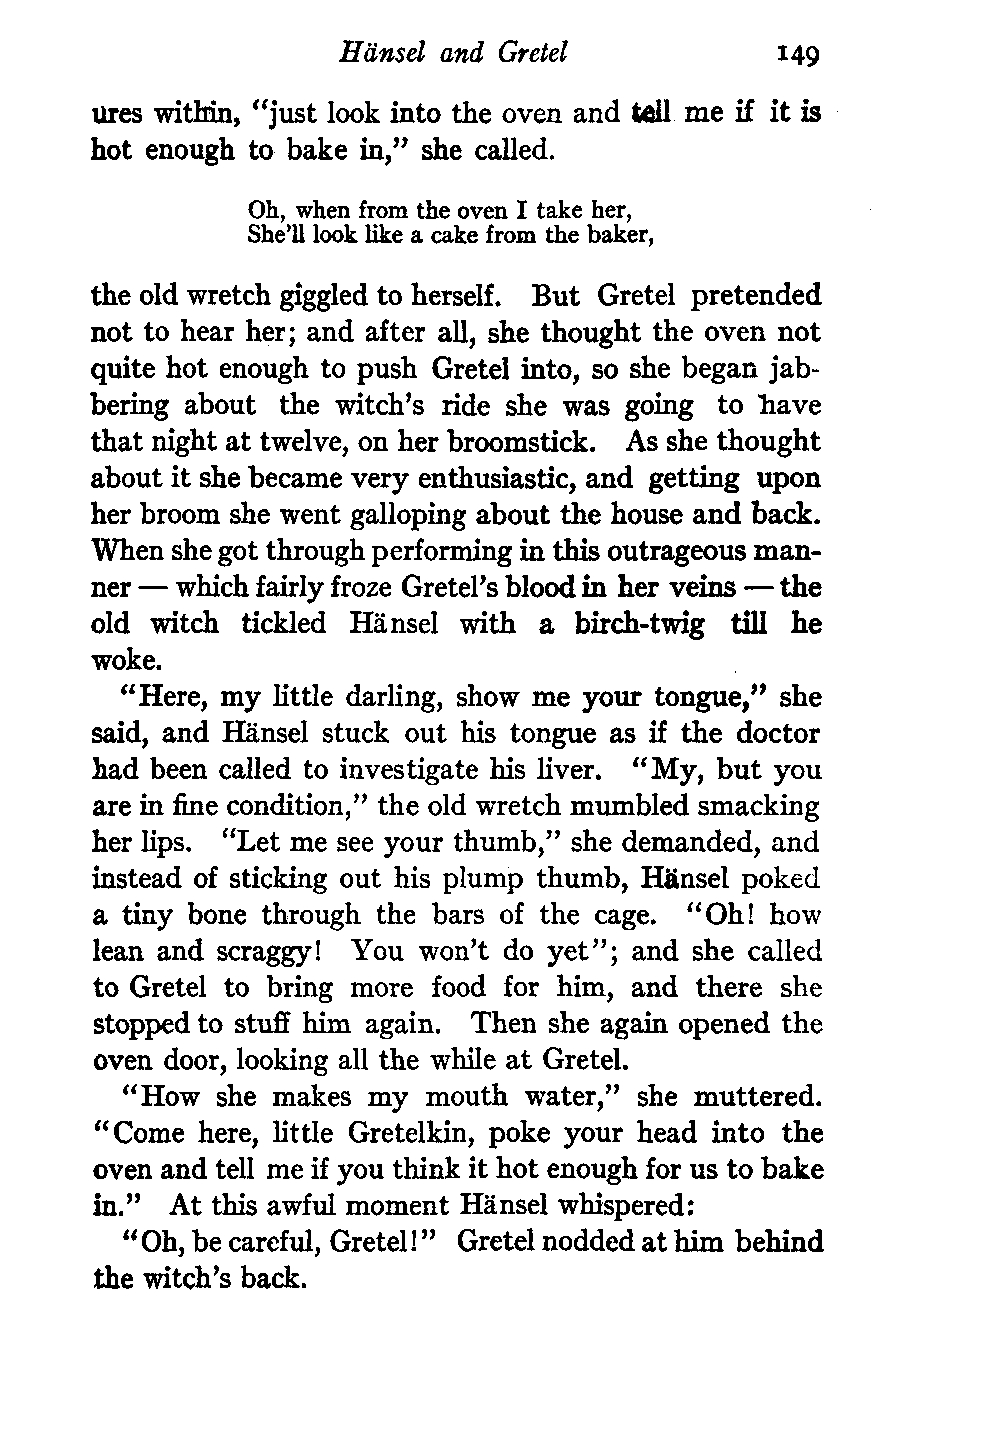 Hänsel and Gretel 149
ures within, "just look into the oven and tell me if it is
hot enough to bake in," she called.
Oh, when from the oven I take her,
She'll look like a cake from the baker,
the old wretch giggled to herself. But Gretel pretended
not to hear her; and after all, she thought the oven not
quite hot enough to push Gretel into, so she began jab-
bering about the witch's ride she was going to have
that night at twelve, on her broomstick. As she thought
about it she became very enthusiastic, and getting upon
her broom she went galloping about the house and back.
When she got through performing in this outrageous man-
ner — which fairly froze Gretel's blood in her veins — the
old witch tickled Hänsel with a birch-twig till he
woke.
"Here, my little darling, show me your tongue," she
said, and Hänsel stuck out his tongue as if the doctor
had been called to investigate his liver. "My, but you
are in fine condition," the old wretch mumbled smacking
her lips. "Let me see your thumb," she demanded, and
instead of sticking out his plump thumb, Hänsel poked
a tiny bone through the bars of the cage. "Oh! how
lean and scraggy! You won't do yet"; and she called
to Gretel to bring more food for him, and there she
stopped to stuff him again. Then she again opened the
oven door, looking all the while at Gretel.
"How she makes my mouth water," she muttered.
"Come here, little Gretelkin, poke your head into the
oven and tell me if you think it hot enough for us to bake
in." At this awful moment Hänsel whispered:
"Oh, be careful, Gretel!" Gretel nodded at him behind
the witch's back.